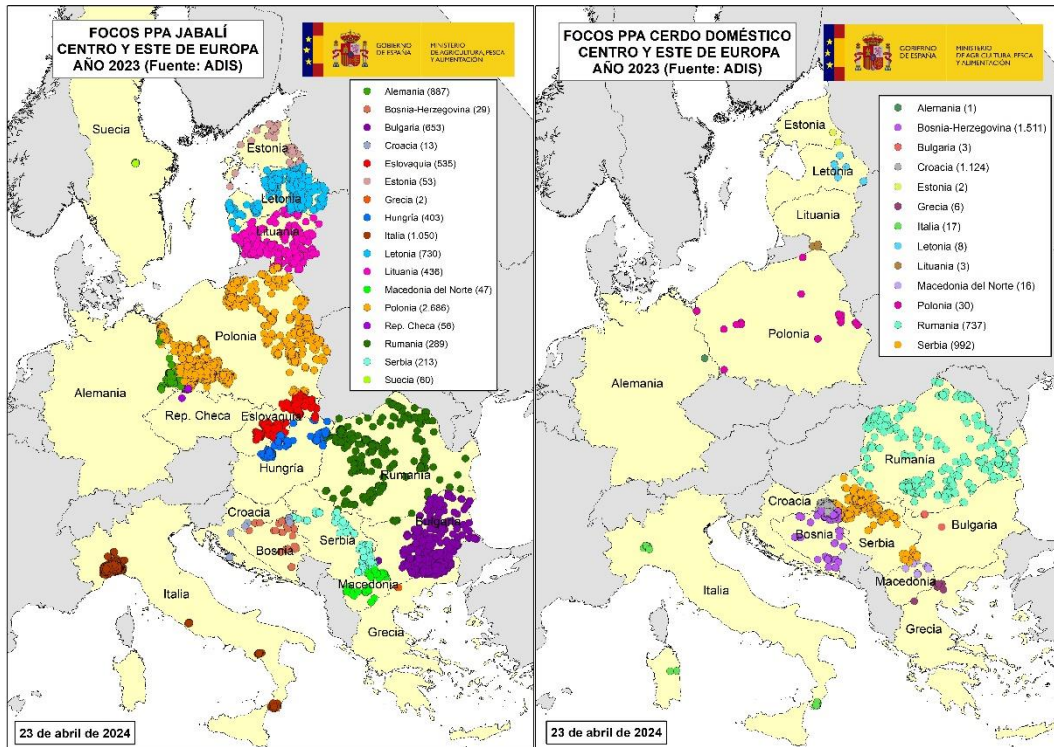 FOCOS PPA JABALÍ
CENTRO Y ESTE DE EUROPA
AÑO 2023 (Fuente: ADIS)
GOBIERNO
DE ESPAÑA
MINISTERIO
DE AGRICULTURA, PESCA
Y ALIMENTACIÓN
Alemania (887)
Bosnia-Herzegovina (29)
Bulgaria (653)
Croacia (13)
Eslovaquia (535)
Estonia (53)
Grecia (2)
Hungría (403)
Italia (1.050)
Letonia (730)
Lituania (436)
Macedonia del Norte (47)
Polonia (2.686)
Rep. Checa (56)
Rumania (289)
Serbia (213)
Suecia (60)
Suecia
Estonia
Letonia
Lituania
Polonia
Alemania
Rep. Checa
Eslovaquia
Hungría
Rumania
Croacia
Bosnia
Serbia
Bulgaria
Macedonia
Italia
Grecia
23 de abril de 2024
FOCOS PPA CERDO DOMÉSTICO
CENTRO Y ESTE DE EUROPA
AÑO 2023 (Fuente: ADIS)
GOBIERNO
DE ESPAÑA
MINISTERIO
DE AGRICULTURA, PESCA
Y ALIMENTACIÓN
Alemania (1)
Bosnia-Herzegovina (1.511)
Bulgaria (3)
Croacia (1.124)
Estonia (2)
Grecia (6)
Italia (17)
Letonia (8)
Lituania (3)
Macedonia del Norte (16)
Polonia (30)
Rumania (737)
Serbia (992)
Estonia
Letonia
Lituania
Polonia
Alemania
Rumanía
Croacia
Bosnia
Serbia
Bulgaria
Macedonia
Italia
Grecia
23 de abril de 2024